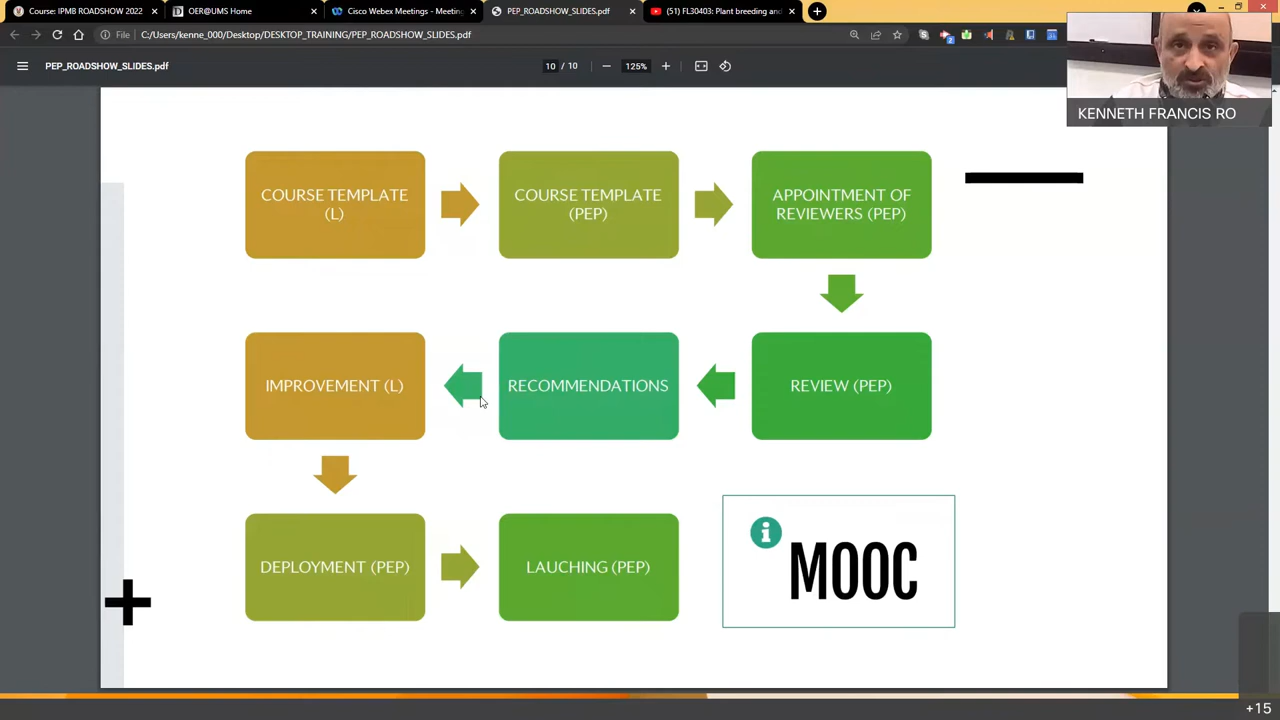 Course: IPMB ROADSHOW 2022
OER@UMS Home
Cisco Webex Meetings - Meeting
PEP_ROADSHOW_SLIDES.pdf
(51) FL30403: Plant breeding and
File
C:/Users/kenne_000/Desktop/DESKTOP_TRAINING/PEP_ROADSHOW_SLIDES.pdf
PEP_ROADSHOW_SLIDES.pdf
10 / 10
125%
KENNETH FRANCIS RO
COURSE TEMPLATE
(L)
COURSE TEMPLATE
(PEP)
APPOINTMENT OF
REVIEWERS (PEP)
IMPROVEMENT (L)
RECOMMENDATIONS
REVIEW (PEP)
DEPLOYMENT (PEP)
LAUCHING (PEP)
i
MOOC
+15